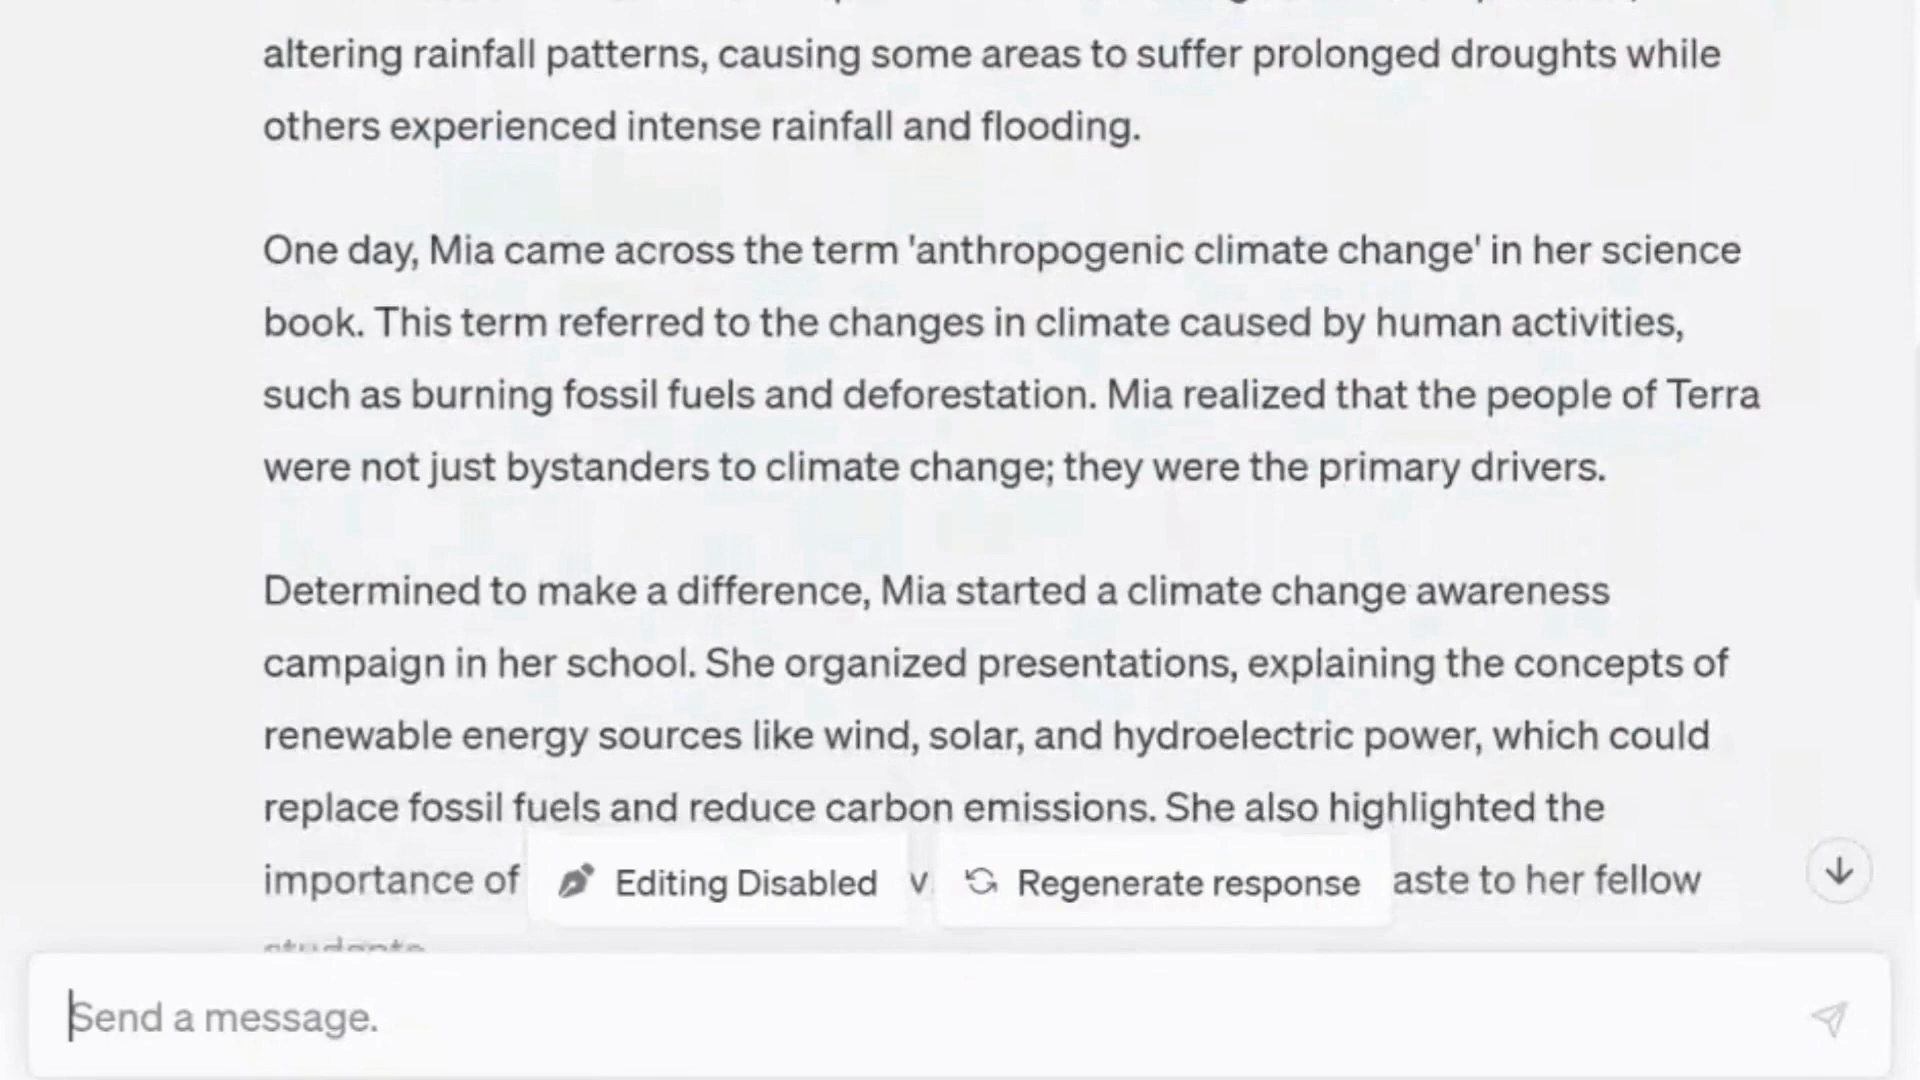 altering rainfall patterns, causing some areas to suffer prolonged droughts while
others experienced intense rainfall and flooding.
One day, Mia came across the term 'anthropogenic climate change' in her science
book. This term referred to the changes in climate caused by human activities,
such as burning fossil fuels and deforestation. Mia realized that the people of Terra
were not just bystanders to climate change; they were the primary drivers.
Determined to make a difference, Mia started a climate change awareness
campaign in her school. She organized presentations, explaining the concepts of
renewable energy sources like wind, solar, and hydroelectric power, which could
replace fossil fuels and reduce carbon emissions. She also highlighted the
importance of Editing Disabled v Regenerate response aste to her fellow
students.
Send a message.